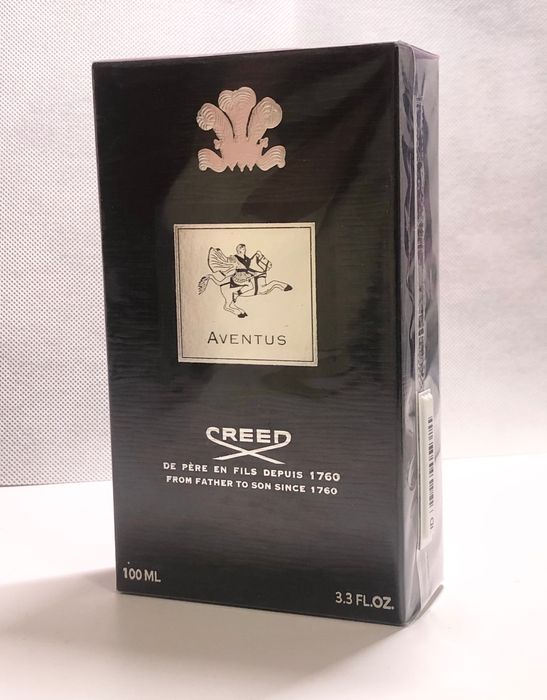 AVENTUS
CREED
DE PÈRE EN FILS DEPUIS 1760
FROM FATHER TO SON SINCE 1760
100 ML
3.3 FL.OZ.